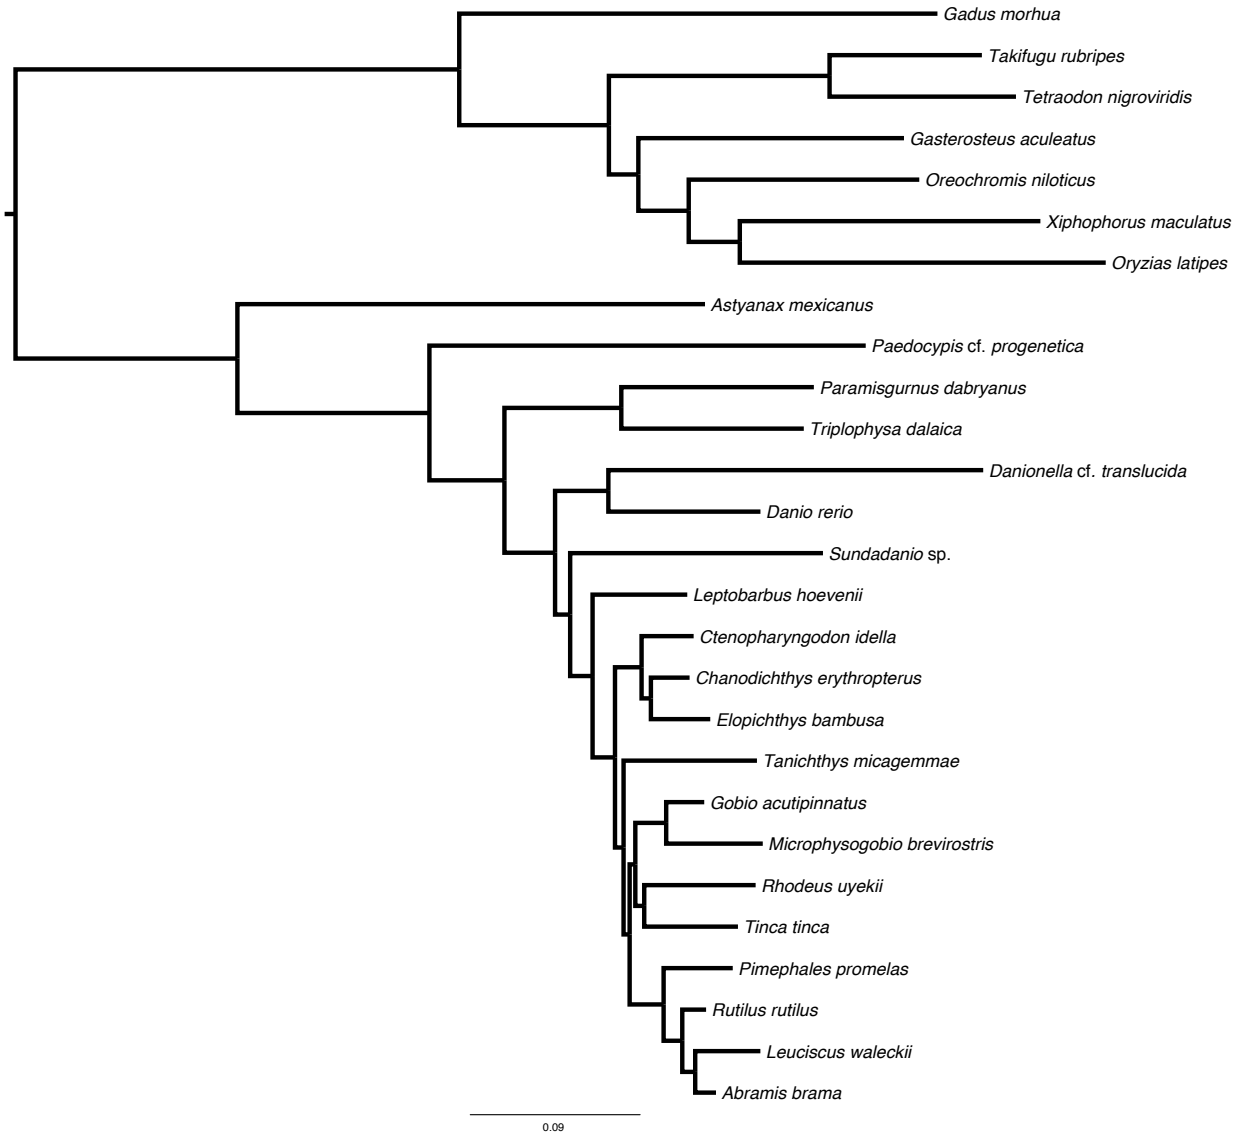 Gadus morhua
Takifugu rubripes
Tetraodon nigroviridis
Gasterosteus aculeatus
Oreochromis niloticus
Xiphophorus maculatus
Oryzias latipes
Astyanax mexicanus
Paedocypis cf. progenetica
Paramisgurnus dabryanus
Triplophysa dalaica
Danionella cf. translucida
Danio rerio
Sundadanio sp.
Leptobarbus hoevenii
Ctenopharyngodon idella
Chanodichthys erythropterus
Elopichthys bambusa
Tanichthys micagemmae
Gobio acutipinnatus
Microphysogobio brevirostris
Rhodeus uyekii
Tinca tinca
Pimephales promelas
Rutilus rutilus
Leuciscus waleckii
Abramis brama
0.09